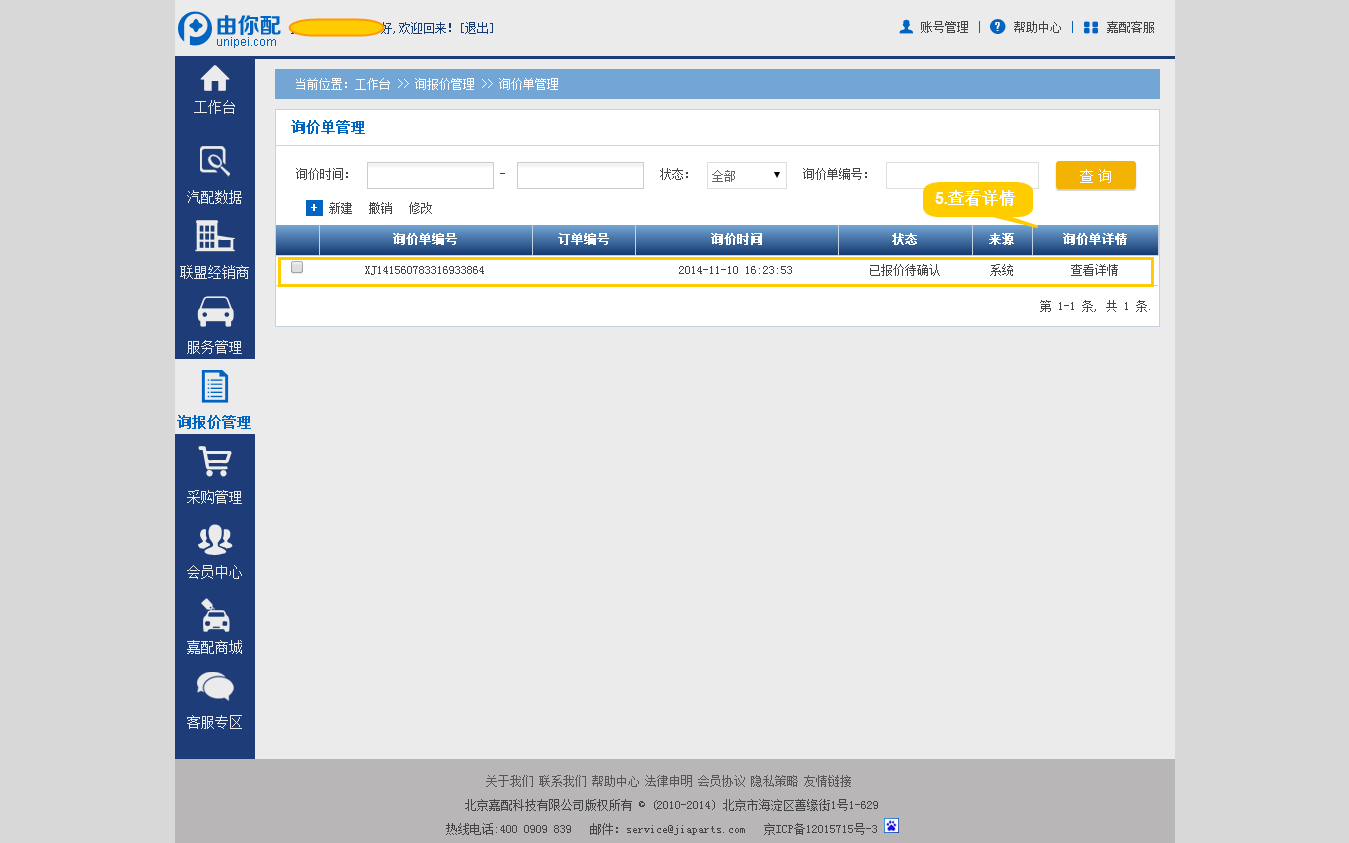 由你配
unipei.com
好,欢迎回来! [退出]
账号管理 | 帮助中心 | 嘉配客服
工作台
汽配数据
联盟经销商
服务管理
询报价管理
采购管理
会员中心
嘉配商城
客服专区
当前位置: 工作台 >> 询报价管理 >> 询价单管理
询价单管理
询价时间: - 状态: 全部 询价单编号: 查 询
5.查看详情
+ 新建 撤销 修改
询价单编号 订单编号 询价时间 状态 来源 询价单详情
XJ141560783316933864 2014-11-10 16:23:53 已报价待确认 系统 查看详情
第 1-1 条, 共 1 条.
关于我们 联系我们 帮助中心 法律申明 会员协议 隐私策略 友情链接
北京嘉配科技有限公司版权所有 © (2010-2014) 北京市海淀区善缘街1号1-629
热线电话:400 0909 839 邮件: service@jiaparts.com 京ICP备12015715号-3